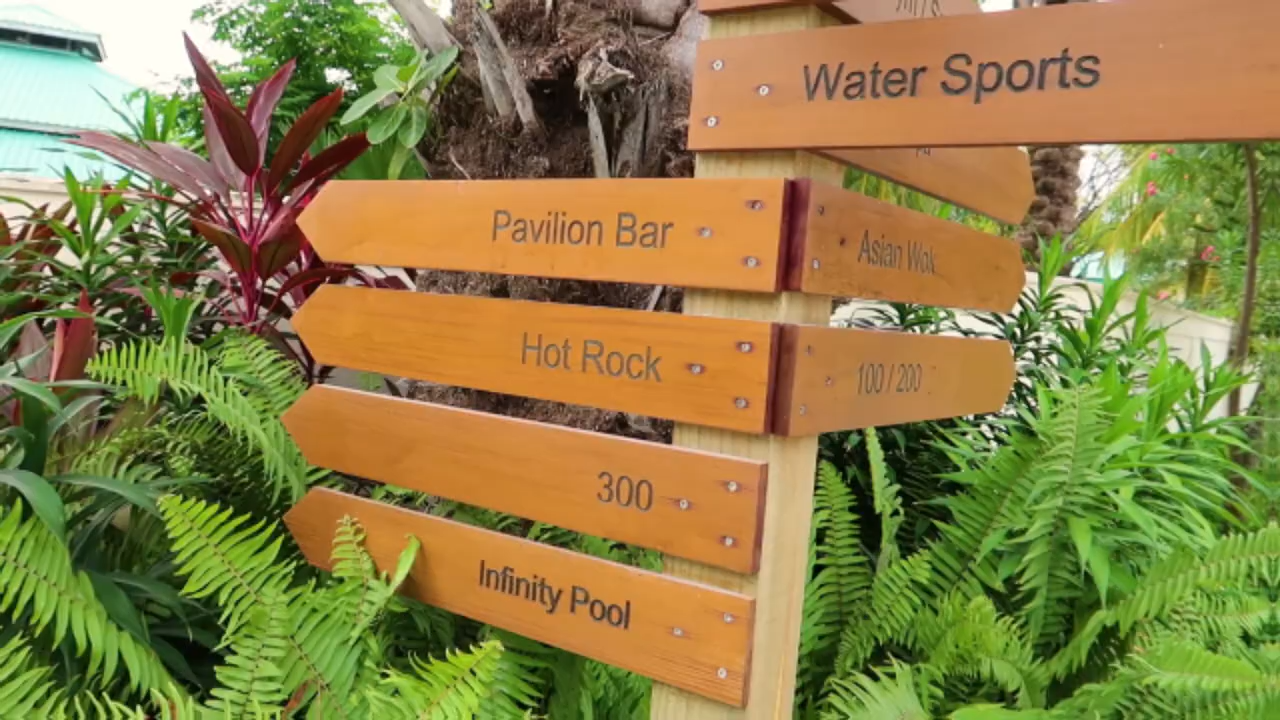 Water Sports
Pavilion Bar
Asian Wok
Hot Rock
100 / 200
300
Infinity Pool